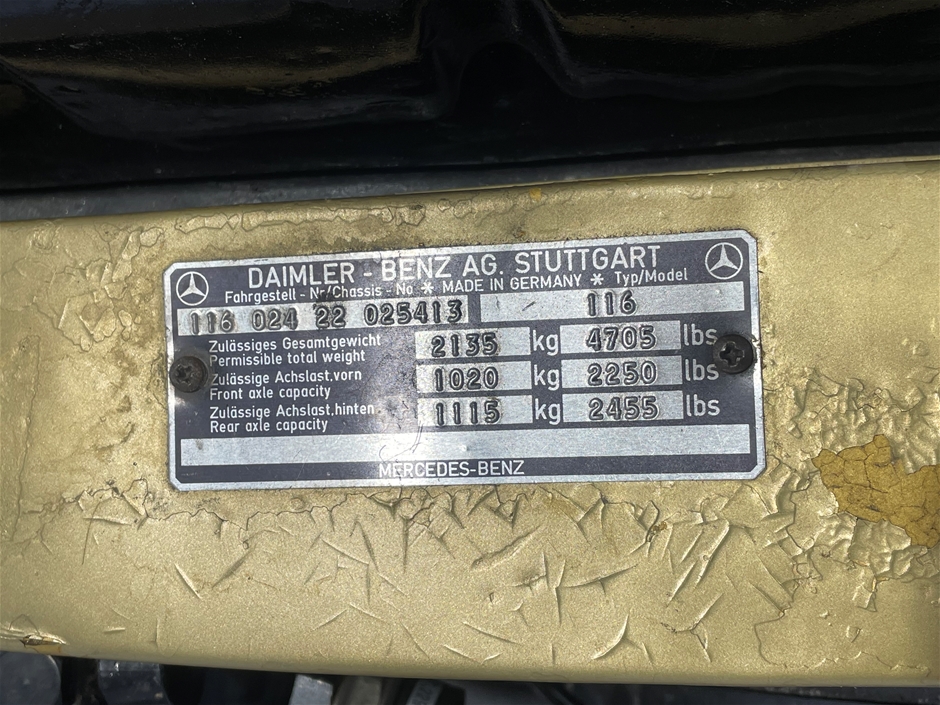 DAIMLER - BENZ AG. STUTTGART
Fahrgestell - Nr/Chassis - No * MADE IN GERMANY * Typ/Model
116 024 22 025413 116
Zulässiges Gesamtgewicht
Permissible total weight
2135 kg 4705 lbs
Zulässige Achslast,vorn
Front axle capacity
1020 kg 2250 lbs
Zulässige Achslast,hinten
Rear axle capacity
1115 kg 2455 lbs
MERCEDES-BENZ